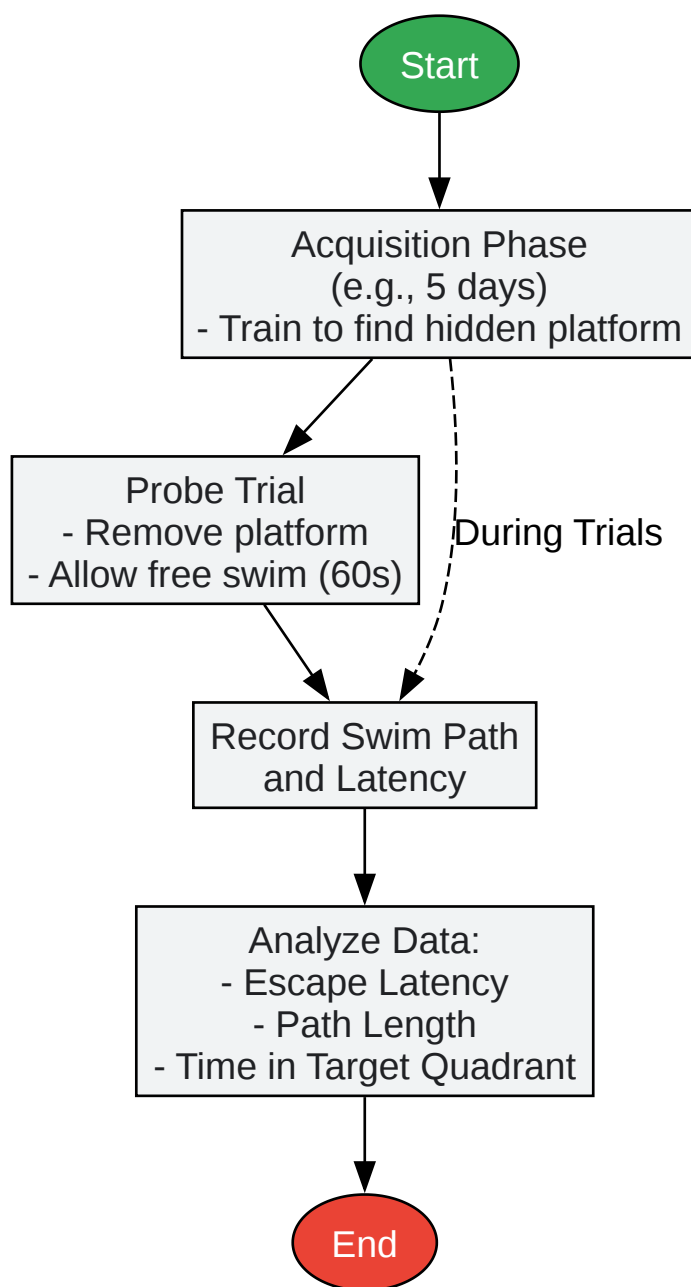 Start
Acquisition Phase
(e.g., 5 days)
- Train to find hidden platform
Probe Trial
- Remove platform
- Allow free swim (60s)
During Trials
Record Swim Path
and Latency
Analyze Data:
- Escape Latency
- Path Length
- Time in Target Quadrant
End